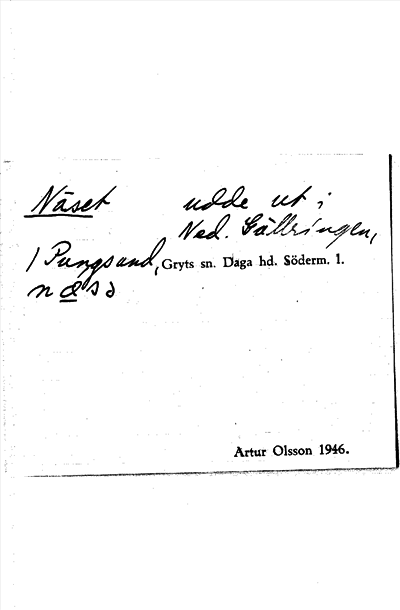 Näset udde ut i
Ned. Gällringen,
/ Pungsund, Gryts sn. Daga hd. Söderm. l.
Artur Olsson 1946.